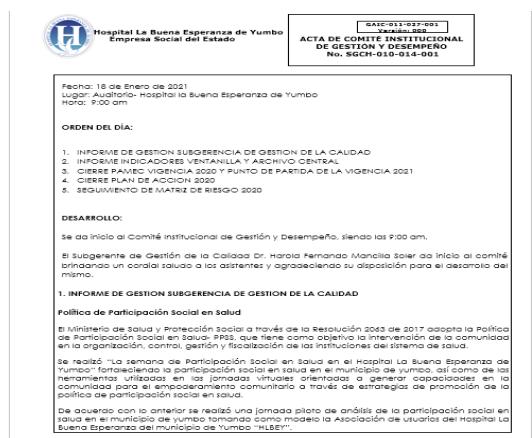 Hospital La Buena Esperanza de Yumbo
Empresa Social del Estado
GAIC-011-027-001
Versión: 000
ACTA DE COMITÉ INSTITUCIONAL
DE GESTIÓN Y DESEMPEÑO
No. SGCH-010-014-001
Fecha: 18 de Enero de 2021
Lugar: Auditorio- Hospital la Buena Esperanza de Yumbo
Hora: 9:00 am
ORDEN DEL DÍA:
1. INFORME DE GESTION SUBGERENCIA DE GESTION DE LA CALIDAD
2. INFORME INDICADORES VENTANILLA Y ARCHIVO CENTRAL
3. CIERRE PAMEC VIGENCIA 2020 Y PUNTO DE PARTIDA DE LA VIGENCIA 2021
4. CIERRE PLAN DE ACCION 2020
5. SEGUIMIENTO DE MATRIZ DE RIESGO 2020
DESARROLLO:
Se da inicio al Comité Institucional de Gestión y Desempeño, siendo las 9:00 am.
El Subgerente de Gestión de la Calidad Dr. Harold Fernando Mancilla Soler da inicio al comité
brindando un cordial saludo a los asistentes y agradeciendo su disposición para el desarrollo del
mismo.
1. INFORME DE GESTION SUBGERENCIA DE GESTION DE LA CALIDAD
Política de Participación Social en Salud
El Ministerio de Salud y Protección Social a través de la Resolución 2063 de 2017 adopta la Política
de Participación Social en Salud- PPSS, que tiene como objetivo la intervención de la comunidad
en la organización, control, gestión y fiscalización de las instituciones del sistema de salud.
Se realizó "La semana de Participación Social en Salud en el Hospital La Buena Esperanza de
Yumbo" fortaleciendo la participación social en salud en el municipio de yumbo, así como de las
herramientas utilizadas en las jornadas virtuales orientadas a generar capacidades en la
comunidad para el empoderamiento comunitario a través de estrategias de promoción de la
política de participación social en salud.
De acuerdo con lo anterior se realizó una jornada piloto de análisis de la participación social en
salud en el municipio de yumbo tomando como modelo la Asociación de usuarios del Hospital La
Buena Esperanza del municipio de Yumbo "HLBEY".